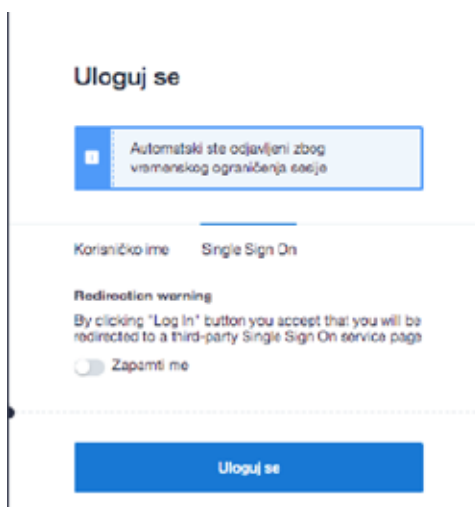 Uloguj se
Automatski ste odjavljeni zbog
vremenskog ograničenja sesije
Korisničko ime Single Sign On
Redirection warning
By clicking "Log In" button you accept that you will be
redirected to a third-party Single Sign On service page
Zapamti me
Uloguj se